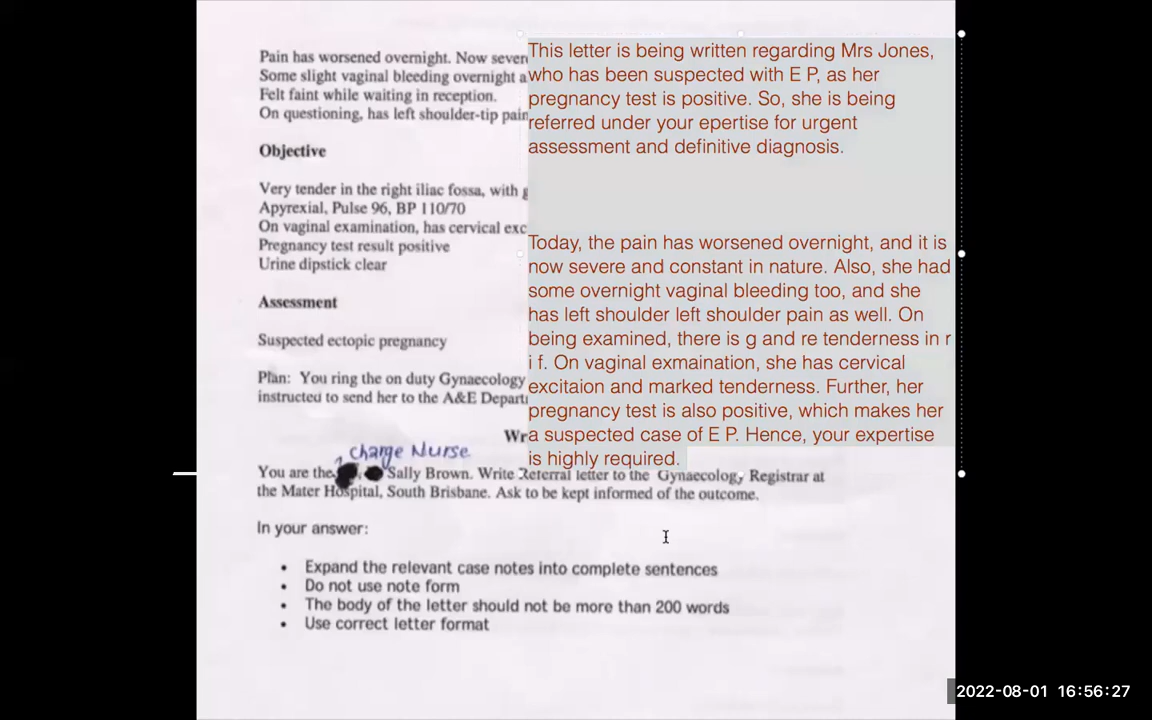 Pain has worsened overnight. Now
Some slight vaginal bleeding overnight
Felt faint while waiting in reception.
On questioning, has left shoulder-tip
Objective
Very tender in the right iliac fossa, with
Apyrexial, Pulse 96, BP 110/70
On vaginal examination, has cervical
Pregnancy test result positive
Urine dipstick clear
Assessment
Suspected ectopic pregnancy
Plan: You ring the on duty Gynaecology
instructed to send her to the A&E
This letter is being written regarding Mrs Jones,
who has been suspected with E P, as her
pregnancy test is positive. So, she is being
referred under your epertise for urgent
assessment and definitive diagnosis.
Today, the pain has worsened overnight, and it is
now severe and constant in nature. Also, she had
some overnight vaginal bleeding too, and she
has left shoulder left shoulder pain as well. On
being examined, there is g and re tenderness in r
i f. On vaginal exmaination, she has cervical
excitaion and marked tenderness. Further, her
pregnancy test is also positive, which makes her
a suspected case of E P. Hence, your expertise
is highly required.
charge Nurse
You are the Sally Brown. Write Referral letter to the Gynaecology Registrar at
the Mater Hospital, South Brisbane. Ask to be kept informed of the outcome.
In your answer:
• Expand the relevant case notes into complete sentences
• Do not use note form
• The body of the letter should not be more than 200 words
• Use correct letter format
2022-08-01 16:56:27